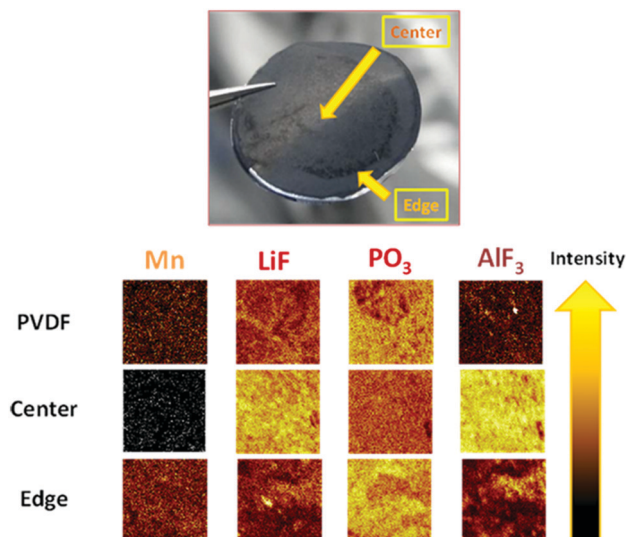 Center
Edge
Mn LiF PO₃ AlF₃ Intensity
PVDF
Center
Edge